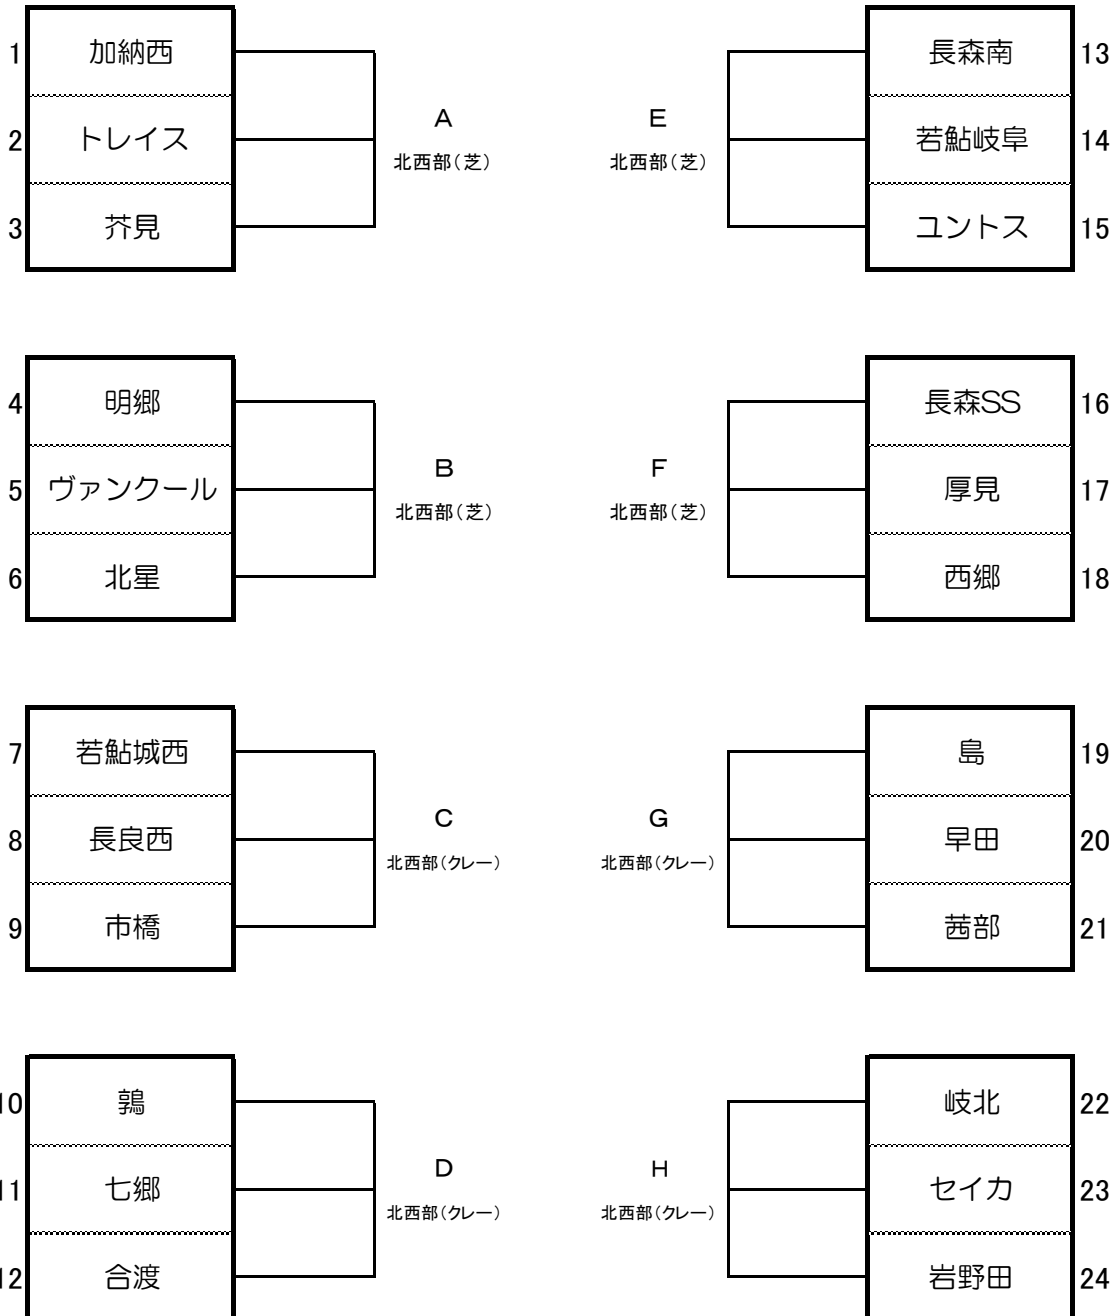 1 加納西
2 トレイス
3 芥見
A
北西部(芝)
4 明郷
5 ヴァンクール
6 北星
B
北西部(芝)
7 若鮎城西
8 長良西
9 市橋
C
北西部(クレー)
10 鶉
11 七郷
12 合渡
D
北西部(クレー)
E
北西部(芝)
長森南 13
若鮎岐阜 14
ユントス 15
F
北西部(芝)
長森SS 16
厚見 17
西郷 18
G
北西部(クレー)
島 19
早田 20
茜部 21
H
北西部(クレー)
岐北 22
セイカ 23
岩野田 24